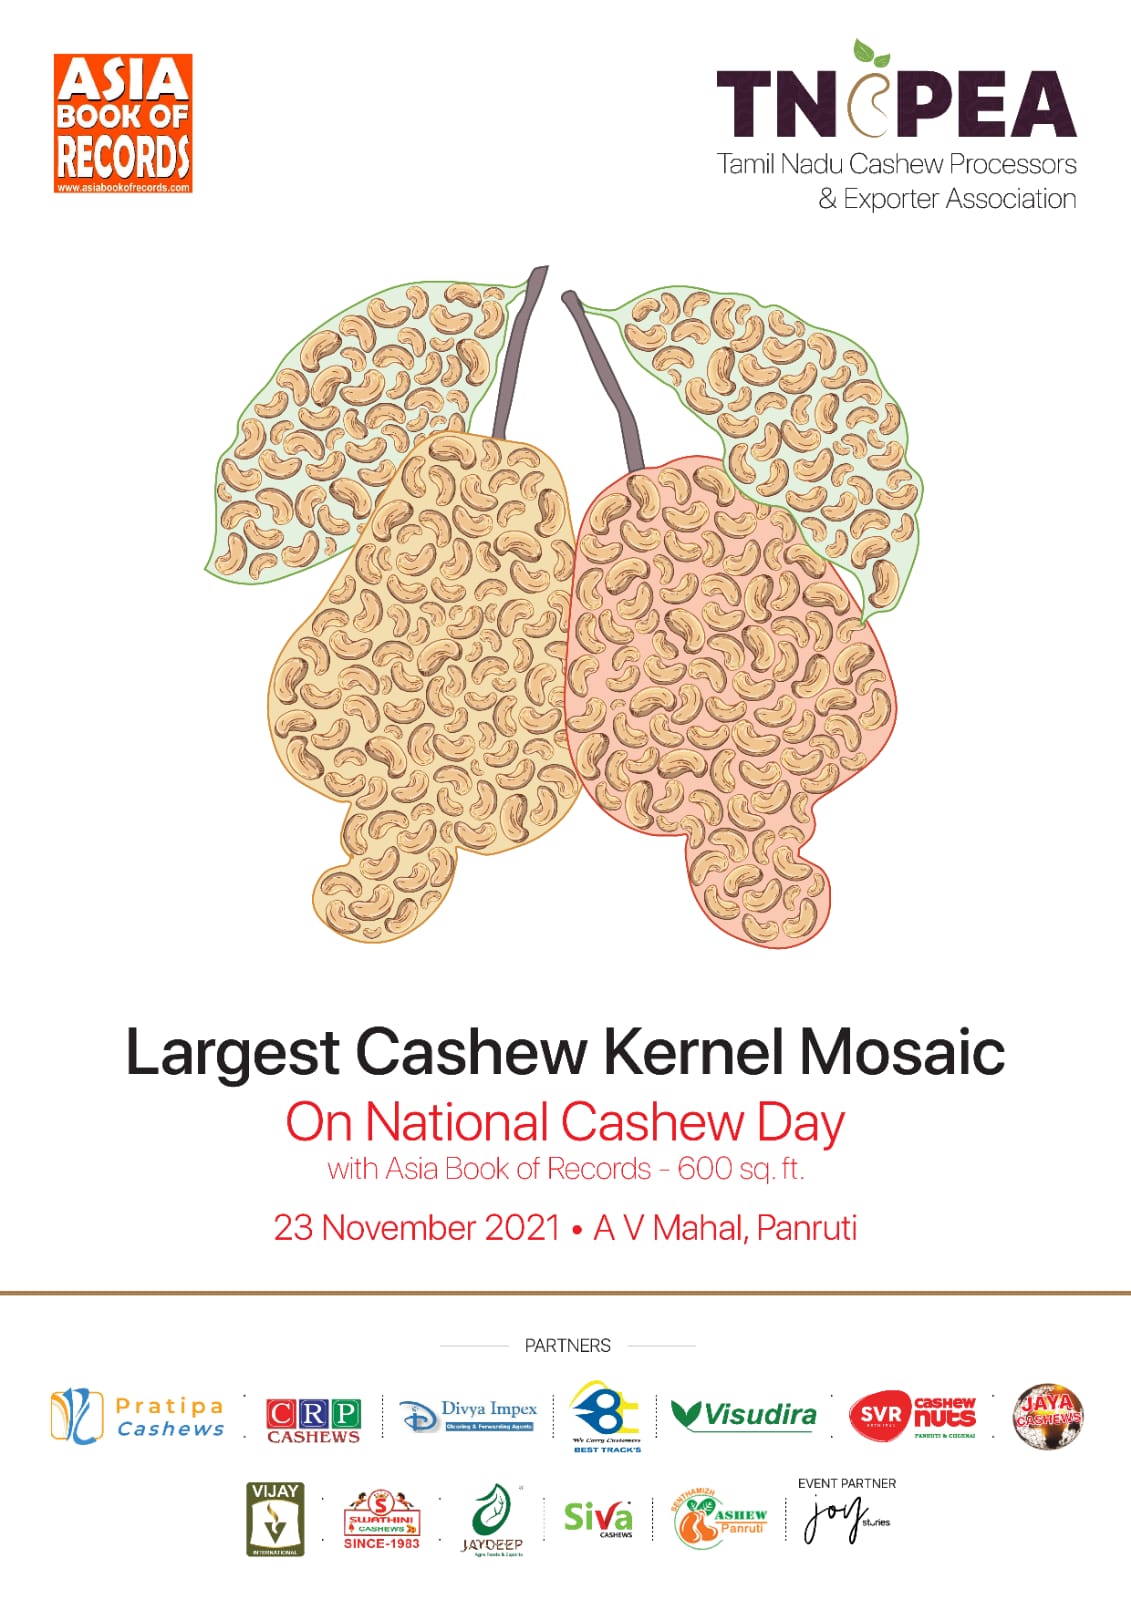 ASIA
BOOK OF
RECORDS
www.asiabookofrecords.com
TNCPEA
Tamil Nadu Cashew Processors
& Exporter Association
Largest Cashew Kernel Mosaic
On National Cashew Day
with Asia Book of Records - 600 sq. ft.
23 November 2021 • A V Mahal, Panruti
PARTNERS
Pratipa
Cashews
CRP
CASHEWS
Divya Impex
Clearing & Forwarding Agents
We Carry Customers
BEST TRACK'S
Visudira
SVR
cashew
nuts
PANRUTI & CHENNAI
JAYA
CASHEWS
VIJAY
INTERNATIONAL
S
SWATHINI
CASHEWS
SINCE-1983
JAYDEEP
Agro Foods & Exports
Siva
CASHEWS
SENTHAMIZH
CASHEW
Panruti
EVENT PARTNER
joy
stories